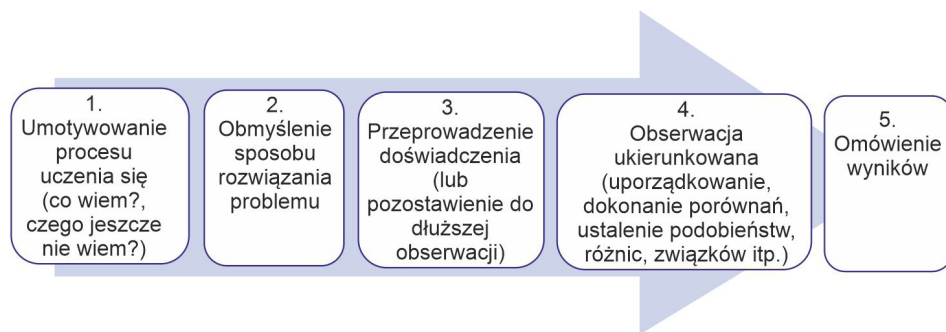 1.
Umotywowanie
procesu
uczenia się
(co wiem?,
czego jeszcze
nie wiem?)
2.
Obmyślenie
sposobu
rozwiązania
problemu
3.
Przeprowadzenie
doświadczenia
(lub
pozostawienie do
dłuższej
obserwacji)
4.
Obserwacja
ukierunkowana
(uporządkowanie,
dokonanie porównań,
ustalenie podobieństw,
różnic, związków itp.)
5.
Omówienie
wyników